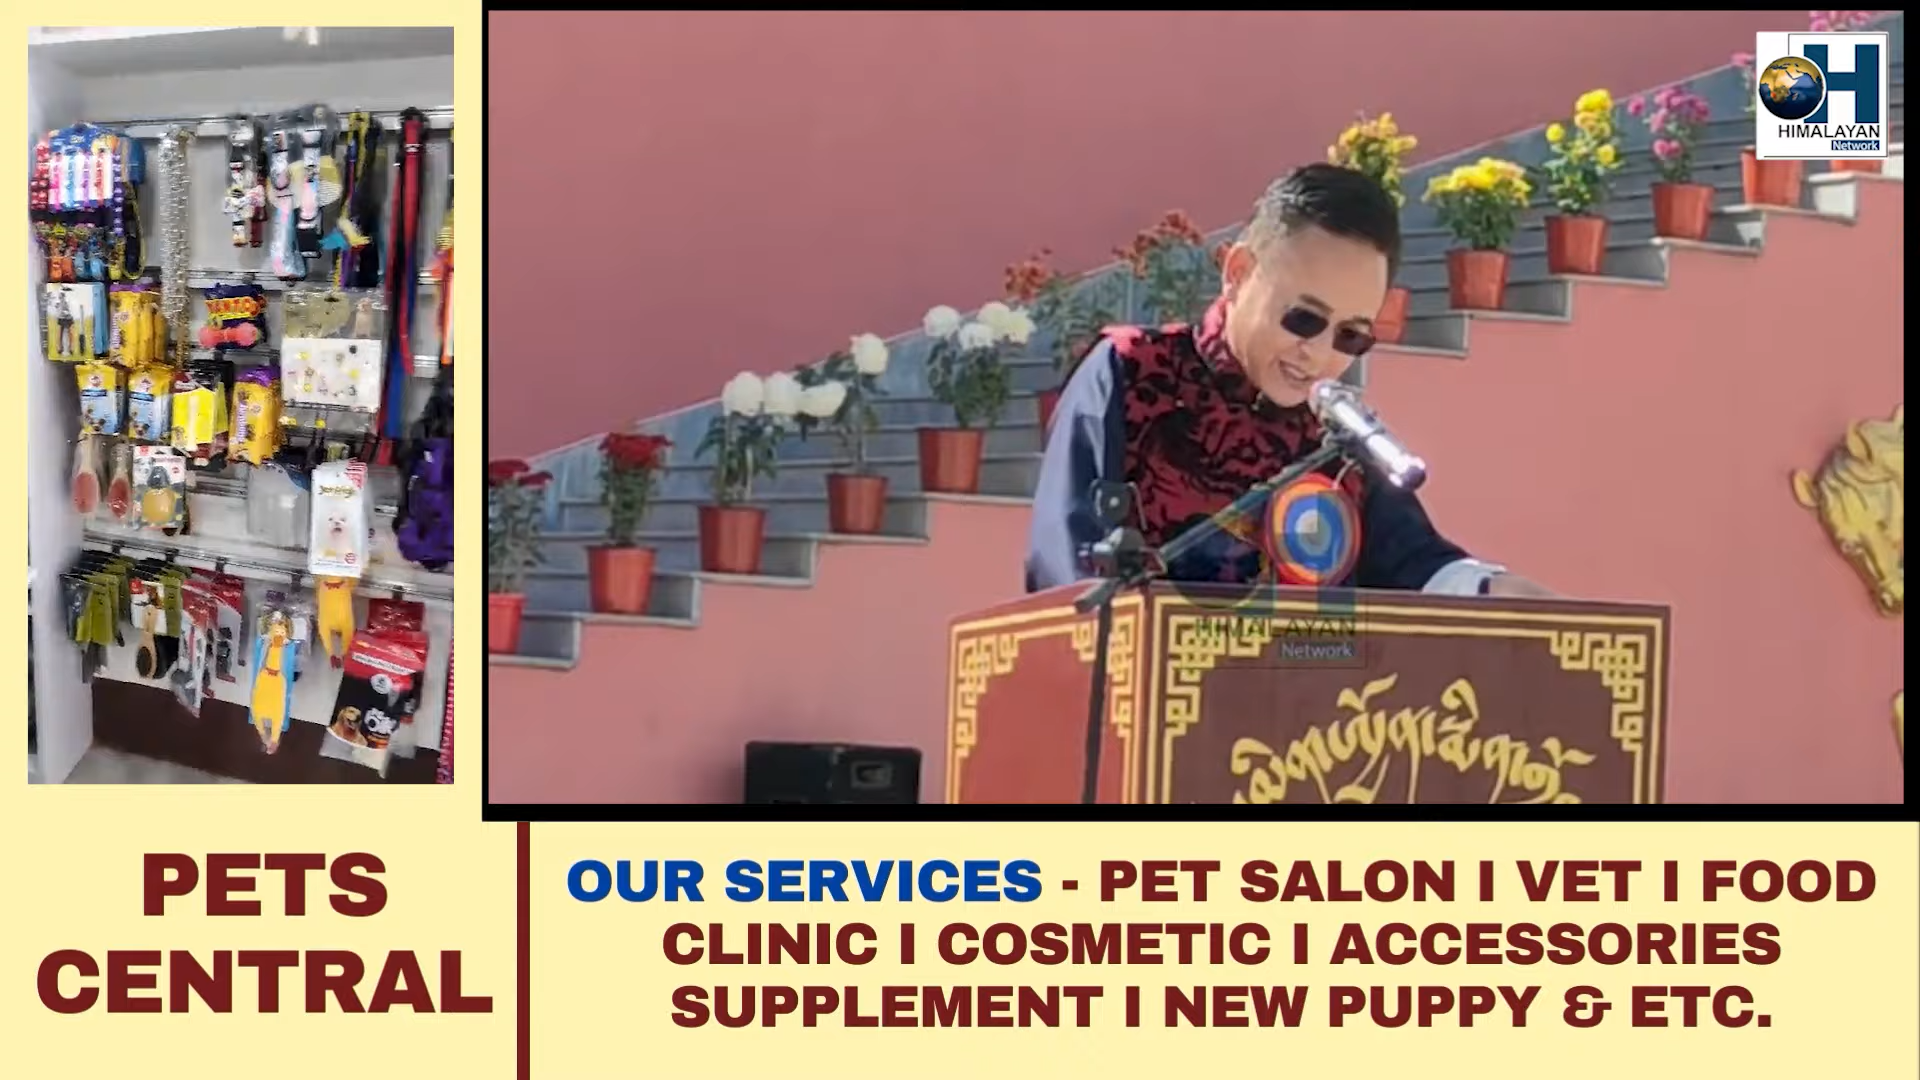 HIMALAYAN
Network
HIMALAYAN
Network
PETS
CENTRAL
OUR SERVICES - PET SALON I VET I FOOD
CLINIC I COSMETIC I ACCESSORIES
SUPPLEMENT I NEW PUPPY & ETC.